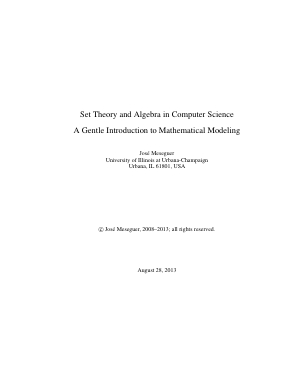 Set Theory and Algebra in Computer Science
A Gentle Introduction to Mathematical Modeling
José Meseguer
University of Illinois at Urbana-Champaign
Urbana, IL 61801, USA
© José Meseguer, 2008–2013; all rights reserved.
August 28, 2013